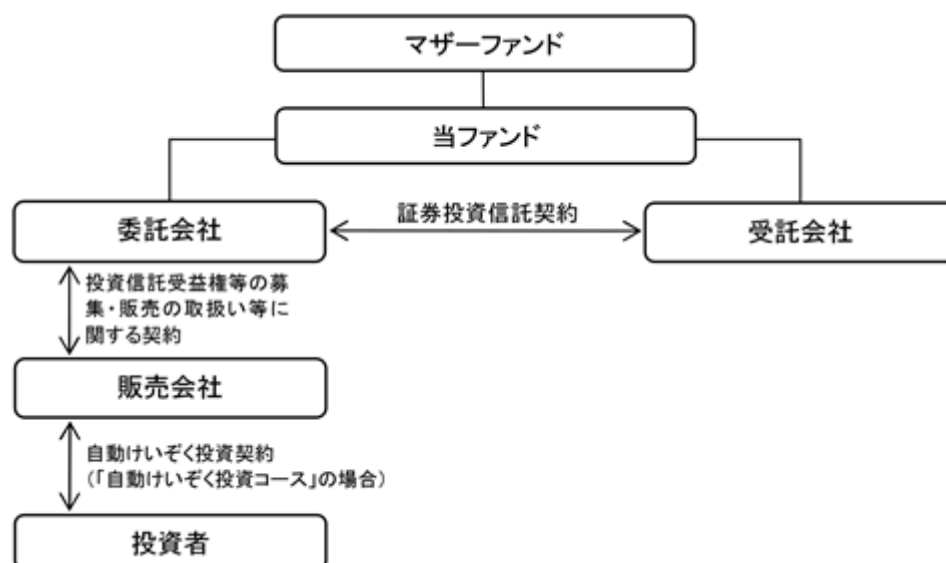 マザーファンド
当ファンド
委託会社
証券投資信託契約
受託会社
投資信託受益権等の募
集・販売の取扱い等に
関する契約
販売会社
自動けいぞく投資契約
(「自動けいぞく投資コース」の場合)
投資者